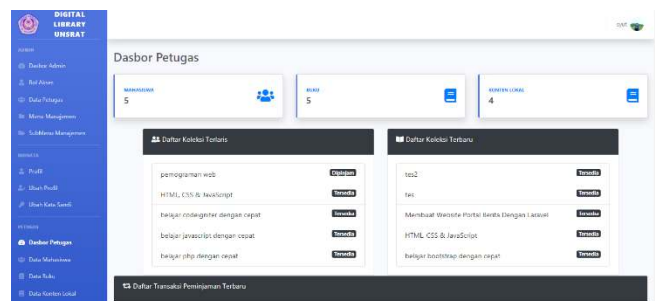 DIGITAL
LIBRARY
UNSRAT
ADMIN
Dasbor Admin
Rol Akses
Data Petugas
Menu Manajemen
SubMenu Manajemen
Profil
Ubah Profil
Ubah Kata Sandi
PETUGAS
Dasbor Petugas
Data Mahasiswa
Data Buku
Data Konten Lokal
Dasbor Petugas
MAHASISWA
5
BUKU
5
KONTEN LOKAL
4
Daftar Koleksi Terlaris
pemograman web Dipinjam
HTML, CSS & JavaScript Tersedia
belajar codeigniter dengan cepat Tersedia
belajar javascript dengan cepat Tersedia
belajar php dengan cepat Tersedia
Daftar Koleksi Terbaru
tes2 Tersedia
tes Tersedia
Membuat Website Portal Berita Dengan Laravel Tersedia
HTML, CSS & JavaScript Tersedia
belajar bootstrap dengan cepat Tersedia
Daftar Transaksi Peminjaman Terbaru